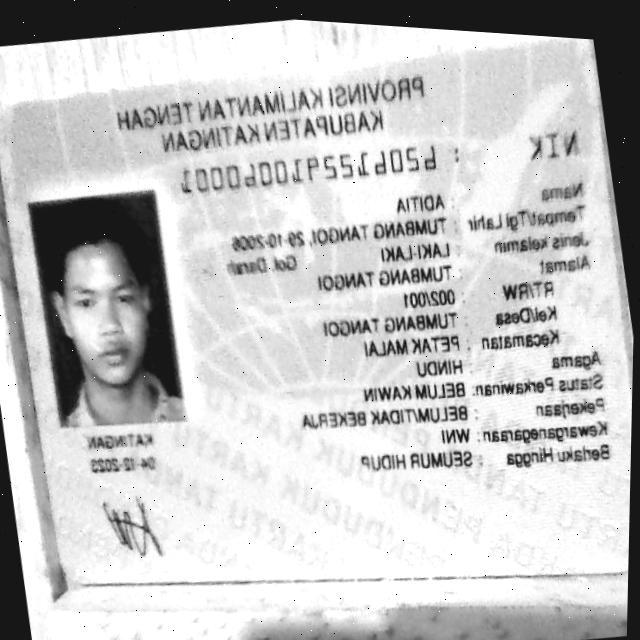 PROVINSI KALIMANTAN TENGAH
KABUPATEN KATINGAN
NIK : 6206122910060001
Nama : ADITIA
Tempat/Tgl Lahir : TUMBANG TANGOI, 29-10-2006
Jenis kelamin : LAKI-LAKI Gol. Darah
Alamat : TUMBANG TANGOI
RT/RW : 002/001
Kel/Desa : TUMBANG TANGOI
Kecamatan : PETAK MALAI
Agama : HINDU
Status Perkawinan: BELUM KAWIN
Pekerjaan : BELUM/TIDAK BEKERJA
Kewarganegaraan: WNI
Berlaku Hingga : SEUMUR HIDUP
KATINGAN
04-12-2023